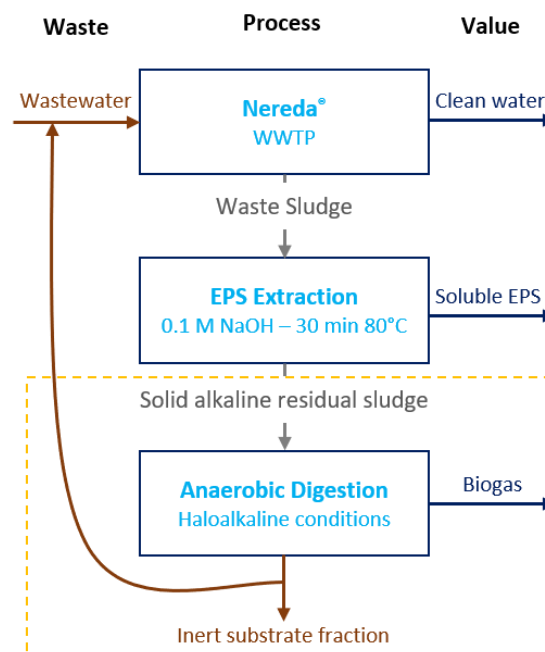 Waste
Process
Value
Wastewater
Nereda®
WWTP
Clean water
Waste Sludge
EPS Extraction
0.1 M NaOH – 30 min 80°C
Soluble EPS
Solid alkaline residual sludge
Anaerobic Digestion
Haloalkaline conditions
Biogas
Inert substrate fraction